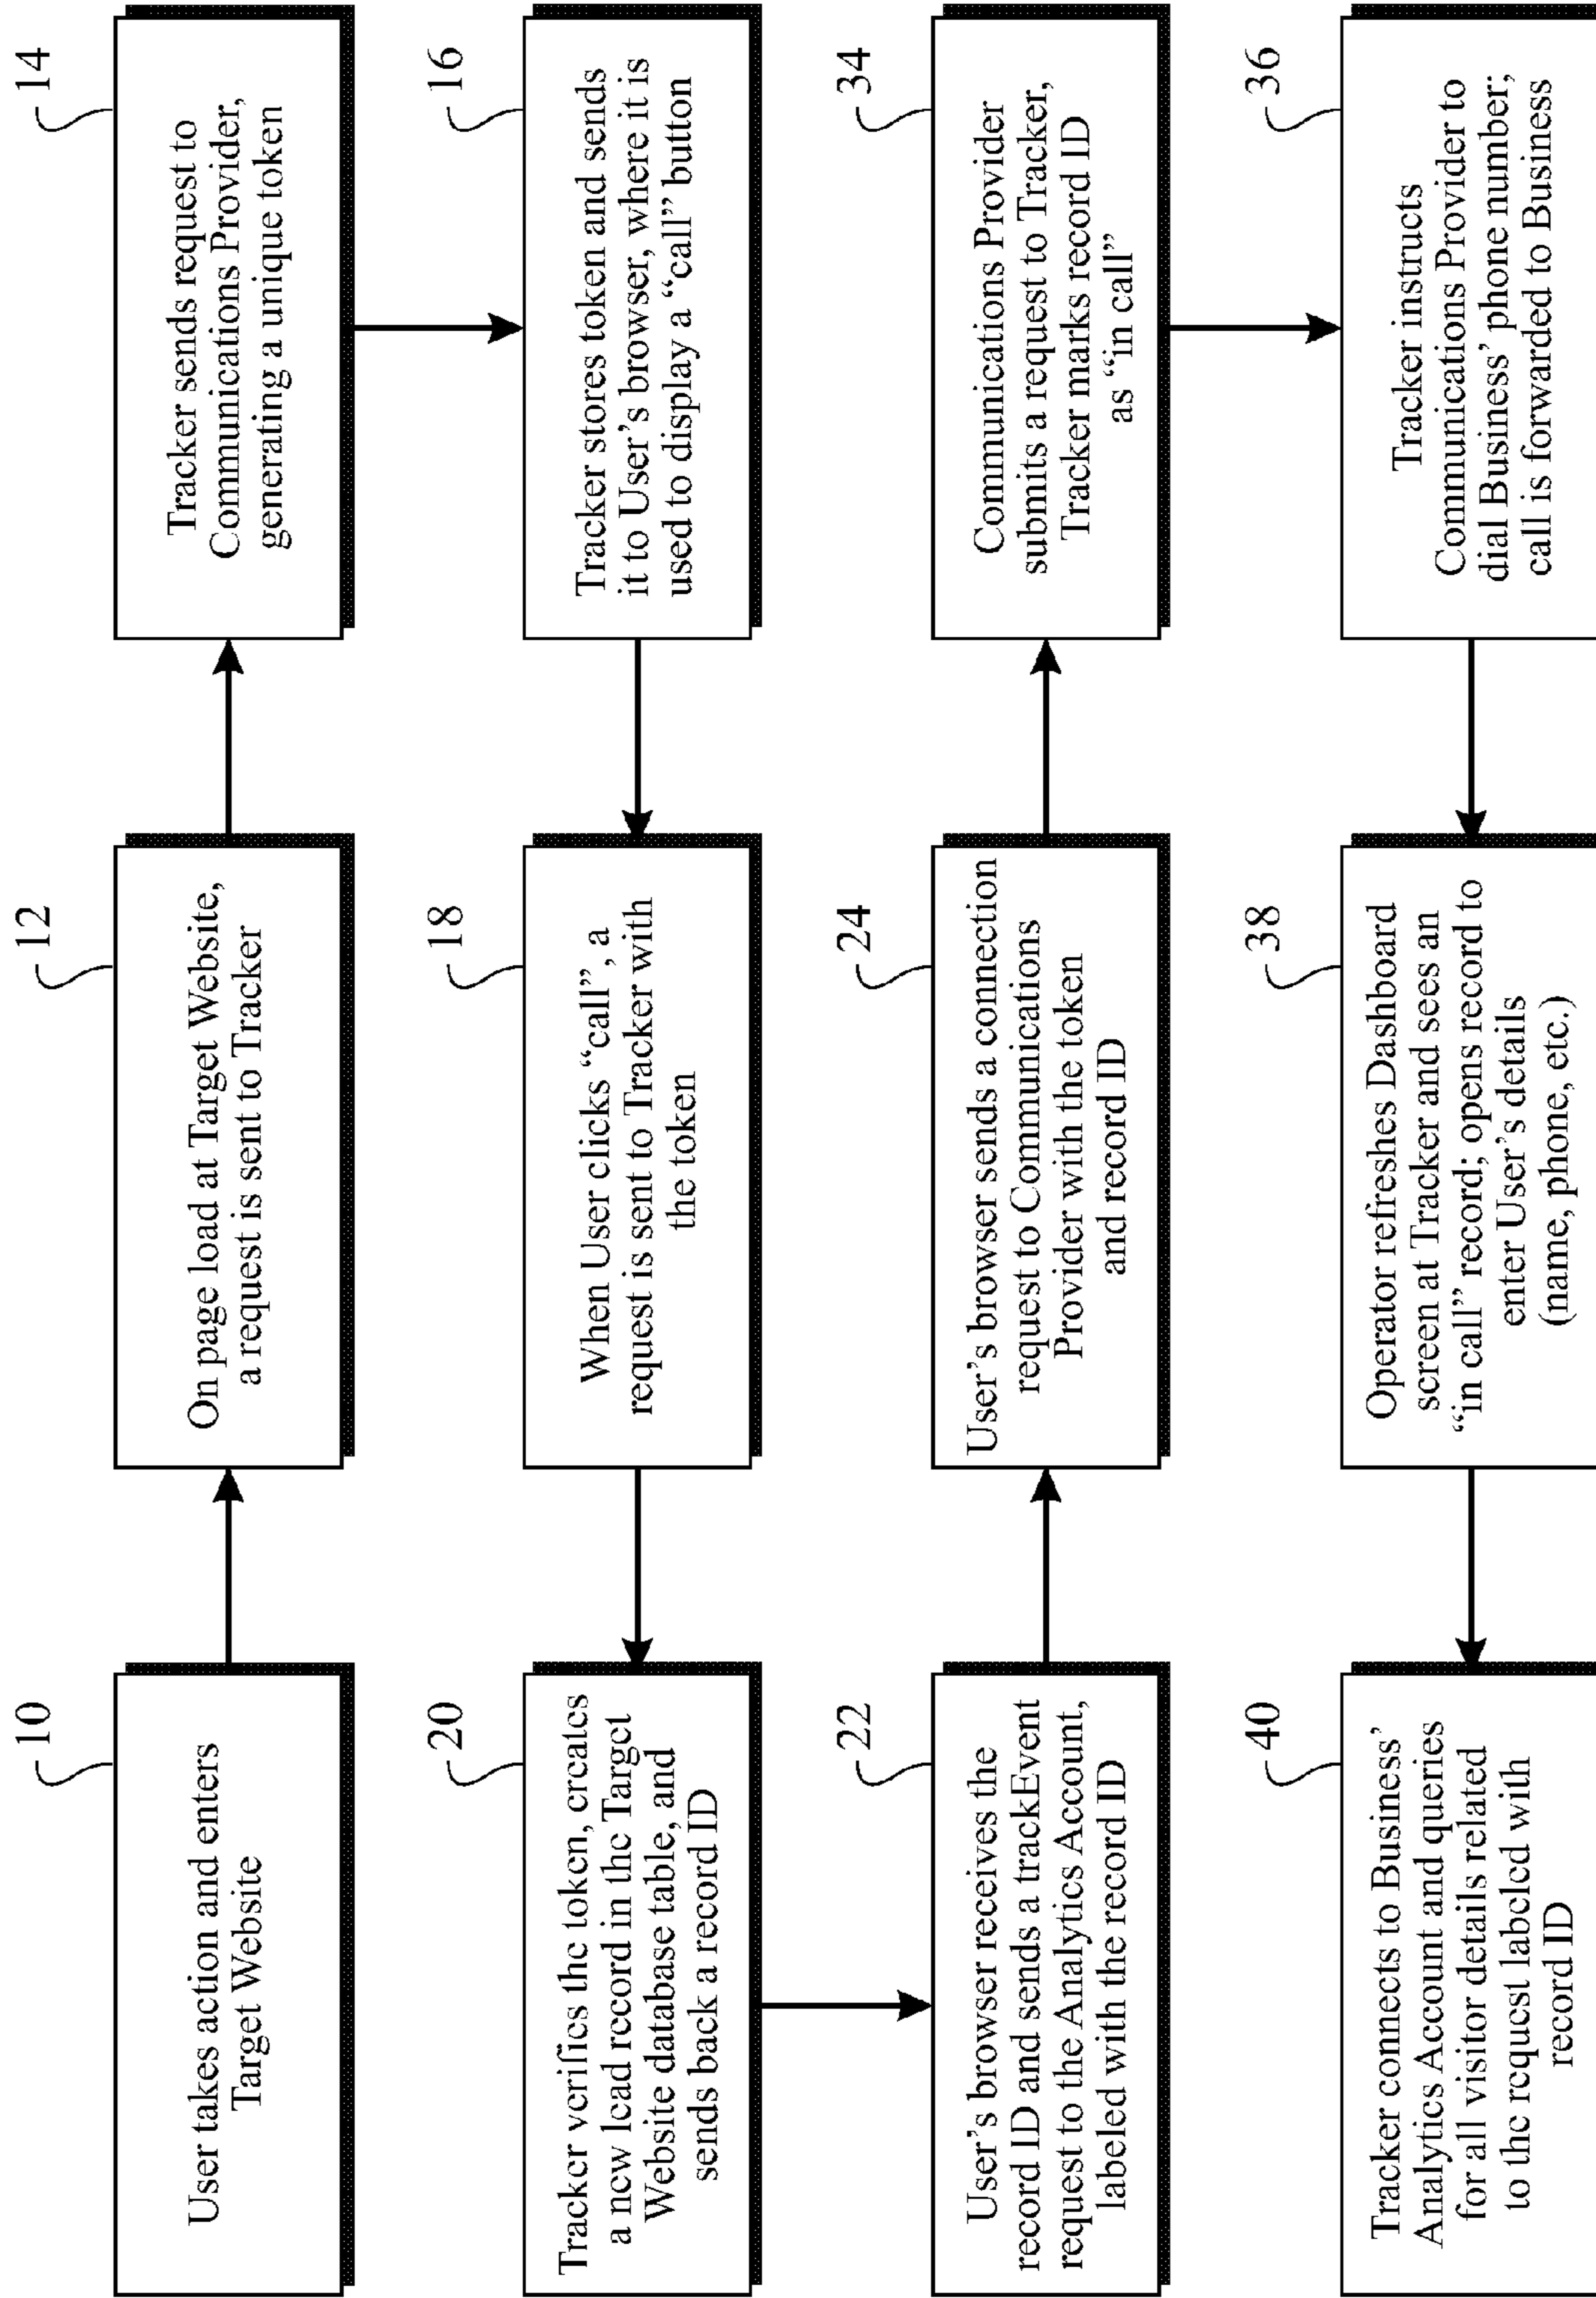 10
User takes action and enters
Target Website
12
On page load at Target Website,
a request is sent to Tracker
14
Tracker sends request to
Communications Provider,
generating a unique token
16
Tracker stores token and sends
it to User's browser, where it is
used to display a “call” button
18
When User clicks “call”, a
request is sent to Tracker with
the token
20
Tracker verifies the token, creates
a new lead record in the Target
Website database table, and
sends back a record ID
22
User's browser receives the
record ID and sends a trackEvent
request to the Analytics Account,
labeled with the record ID
24
User's browser sends a connection
request to Communications
Provider with the token
and record ID
34
Communications Provider
submits a request to Tracker,
Tracker marks record ID
as “in call”
36
Tracker instructs
Communications Provider to
dial Business’ phone number;
call is forwarded to Business
38
Operator refreshes Dashboard
screen at Tracker and sees an
“in call” record; opens record to
enter User's details
(name, phone, etc.)
40
Tracker connects to Business’
Analytics Account and queries
for all visitor details related
to the request labeled with
record ID